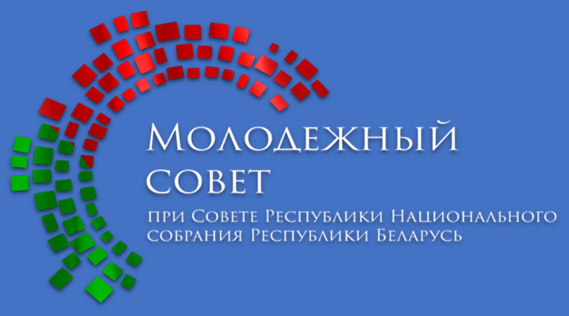 Молодежный
совет
при Совете Республики Национального
собрания Республики Беларусь